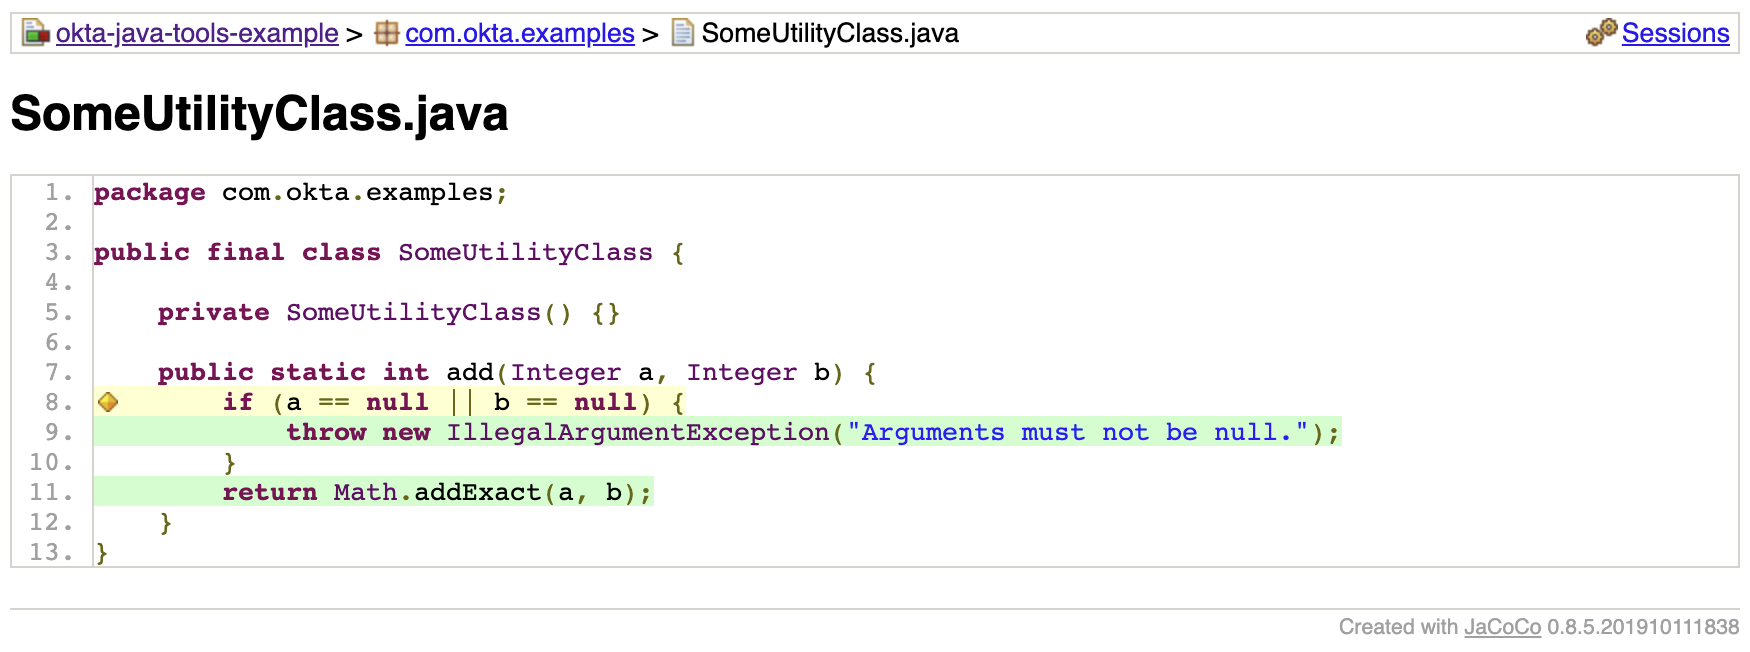 okta-java-tools-example > com.okta.examples > SomeUtilityClass.java Sessions
SomeUtilityClass.java
1. package com.okta.examples;
2.
3. public final class SomeUtilityClass {
4.
5.     private SomeUtilityClass() {}
6.
7.     public static int add(Integer a, Integer b) {
8.         if (a == null || b == null) {
9.             throw new IllegalArgumentException("Arguments must not be null.");
10.         }
11.         return Math.addExact(a, b);
12.     }
13. }
Created with JaCoCo 0.8.5.201910111838